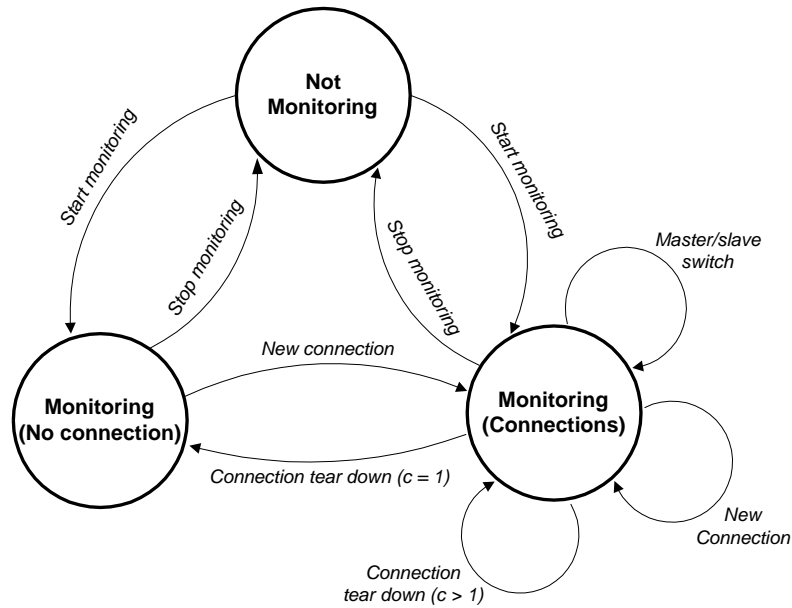 Not
Monitoring
Start monitoring
Stop monitoring
Stop monitoring
Start monitoring
Master/slave
switch
New connection
Monitoring
(No connection)
Monitoring
(Connections)
Connection tear down (c = 1)
New
Connection
Connection
tear down (c > 1)